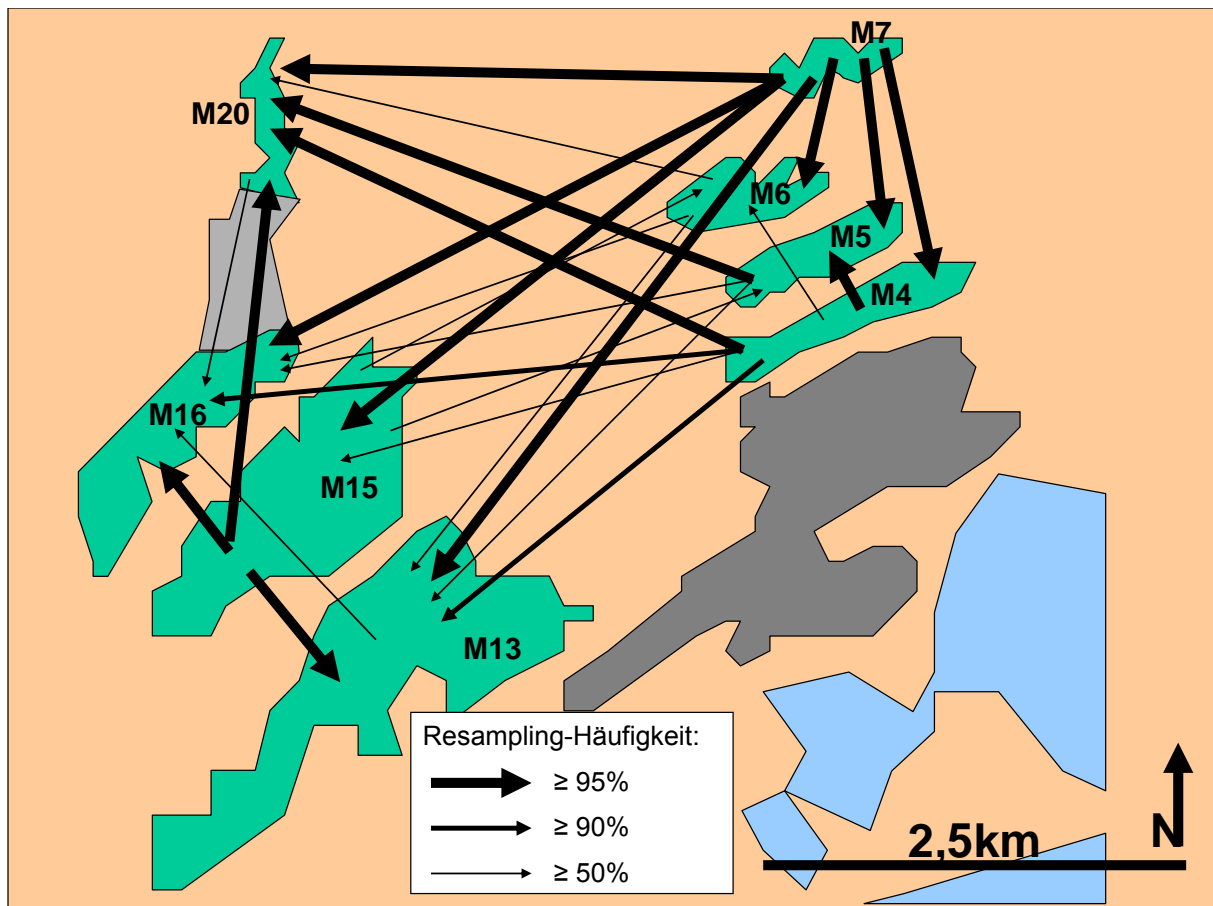 M7
M20
M6
M5
M4
M16
M15
M13
Resampling-Häufigkeit:
≥ 95%
≥ 90%
≥ 50%
N
2,5km